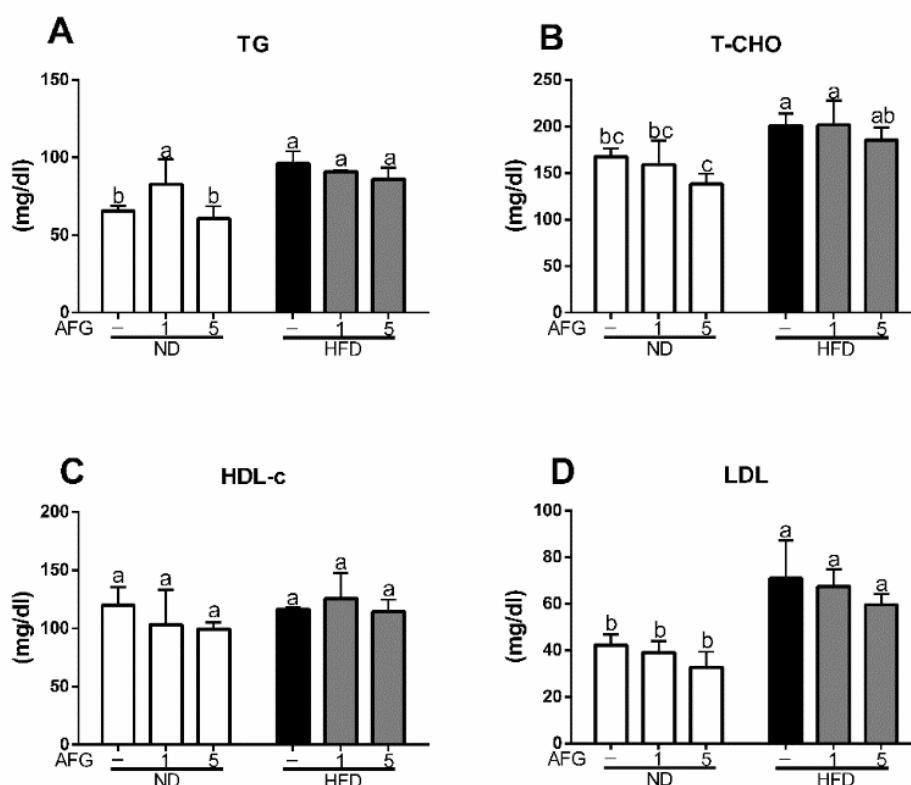 A
TG
(mg/dl)
150
100
50
0
b
a
b
a
a
a
AFG
– 1 5
– 1 5
ND
HFD
B
T-CHO
(mg/dl)
250
200
150
100
50
0
bc
bc
c
a
a
ab
AFG
– 1 5
– 1 5
ND
HFD
C
HDL-c
(mg/dl)
200
150
100
50
0
a
a
a
a
a
a
AFG
– 1 5
– 1 5
ND
HFD
D
LDL
(mg/dl)
100
80
60
40
20
0
b
b
b
a
a
a
AFG
– 1 5
– 1 5
ND
HFD